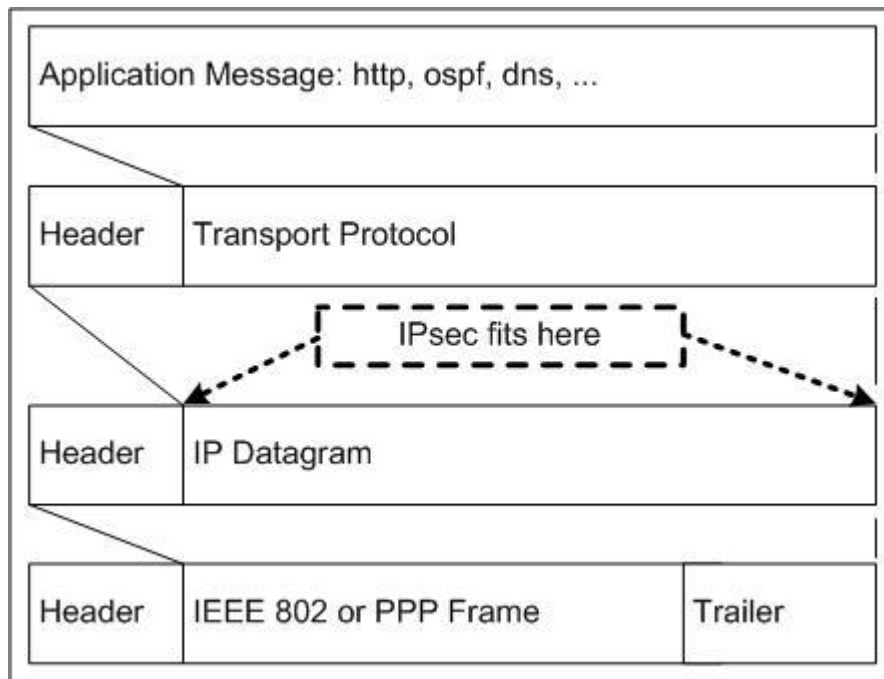 Application Message: http, ospf, dns, ...
Header
Transport Protocol
IPsec fits here
Header
IP Datagram
Header
IEEE 802 or PPP Frame
Trailer